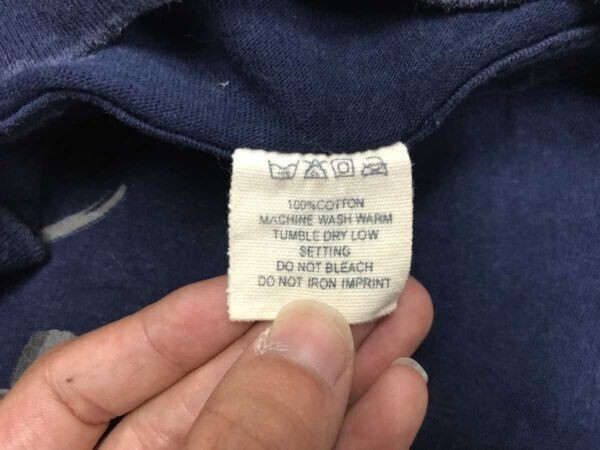 100%COTTON
MACHINE WASH WARM
TUMBLE DRY LOW
SETTING
DO NOT BLEACH
DO NOT IRON IMPRINT